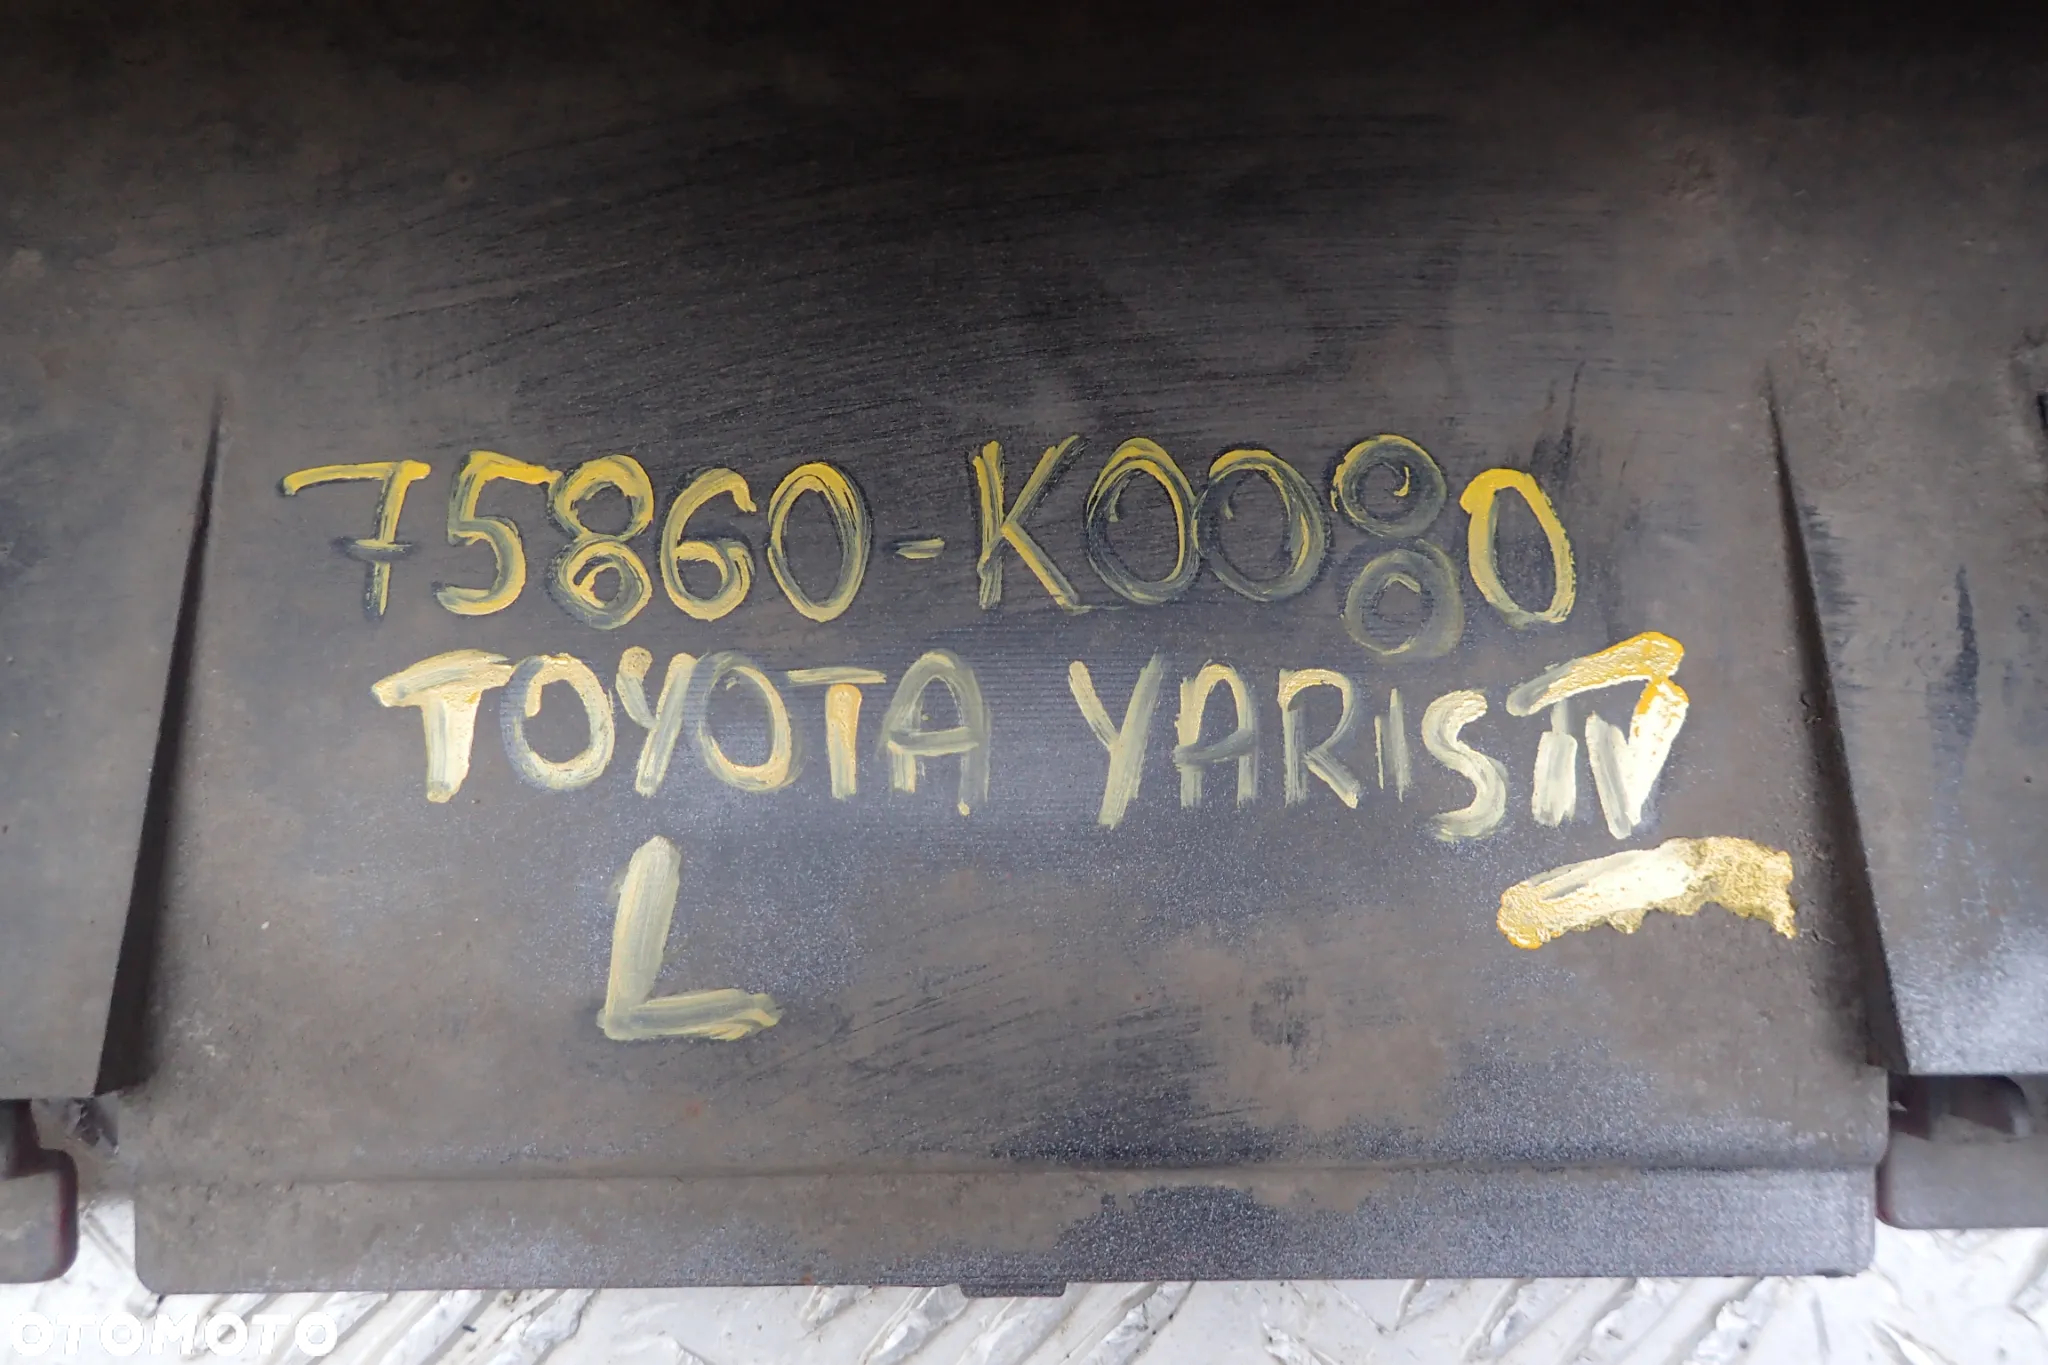 75860-K0080
TOYOTA YARIS IV
L
OTOMOTO